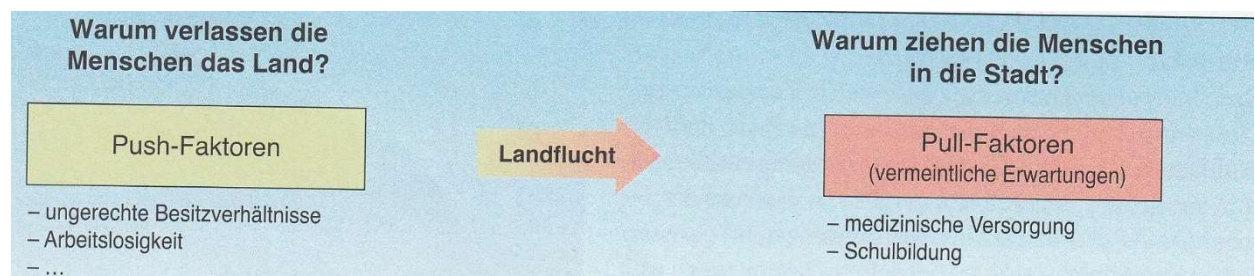 Warum verlassen die
Menschen das Land?
Push-Faktoren
– ungerechte Besitzverhältnisse
– Arbeitslosigkeit
– ...
Landflucht
Warum ziehen die Menschen
in die Stadt?
Pull-Faktoren
(vermeintliche Erwartungen)
– medizinische Versorgung
– Schulbildung